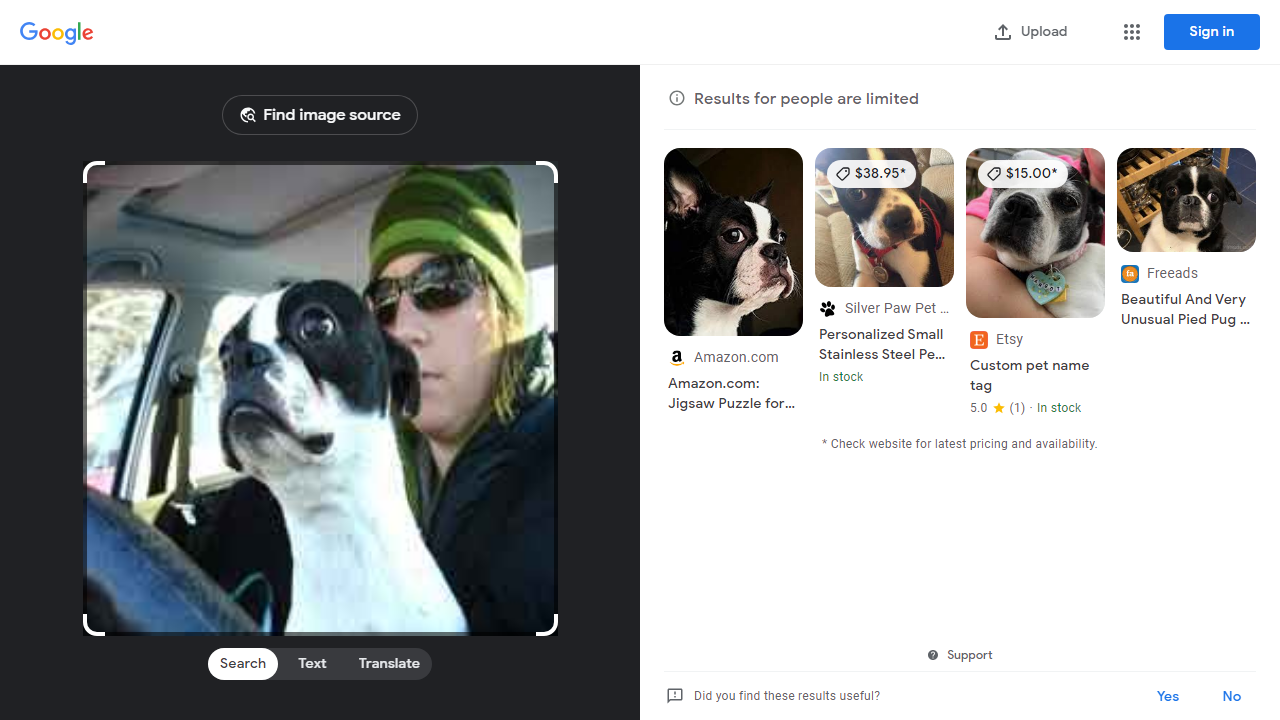 Google
Upload
Sign in
Find image source
Results for people are limited
$38.95*
$15.00*
Amazon.com
Amazon.com:
Jigsaw Puzzle for...
Silver Paw Pet ...
Personalized Small
Stainless Steel Pe...
In stock
Etsy
Custom pet name
tag
5.0 ★ (1) · In stock
fa Freeads
Beautiful And Very
Unusual Pied Pug ...
* Check website for latest pricing and availability.
Search Text Translate
Support
Did you find these results useful?
Yes No